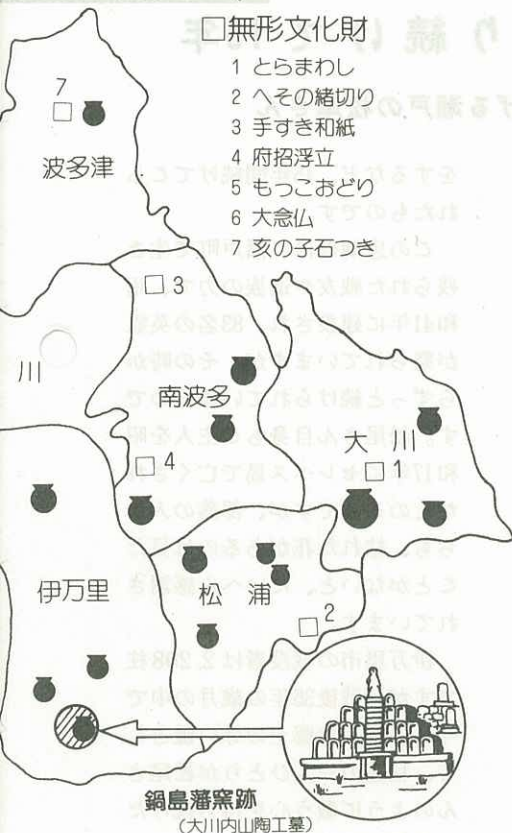 □無形文化財
1 とらまわし
2 へその緒切り
3 手すき和紙
4 府招浮立
5 もっこおどり
6 大念仏
7 亥の子石つき
7
波多津
3
川
南波多
大川
1
4
伊万里
松浦
2
鍋島藩窯跡
(大川内山陶工墓)